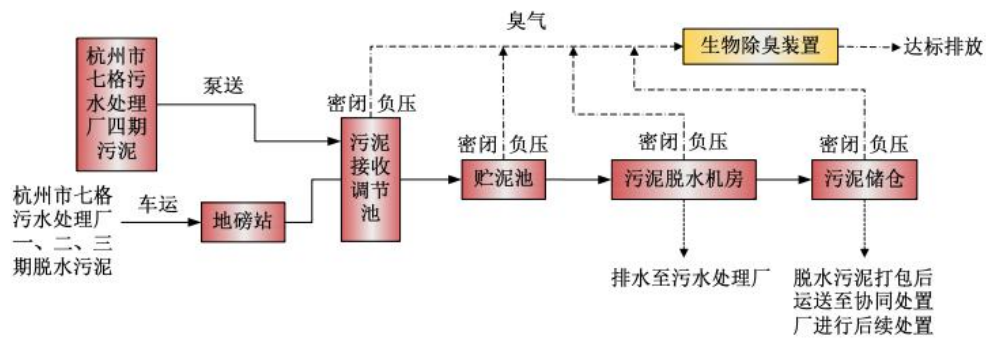 臭气
生物除臭装置
达标排放
杭州市
七格污
水处理
厂四期
污泥
泵送
密闭 负压
污泥
接收
调节
池
密闭 负压
贮泥池
密闭 负压
污泥脱水机房
密闭 负压
污泥储仓
杭州市七格
污水处理厂
一、二、三
期脱水污泥
车运
地磅站
排水至污水处理厂
脱水污泥打包后
运送至协同处置
厂进行后续处置